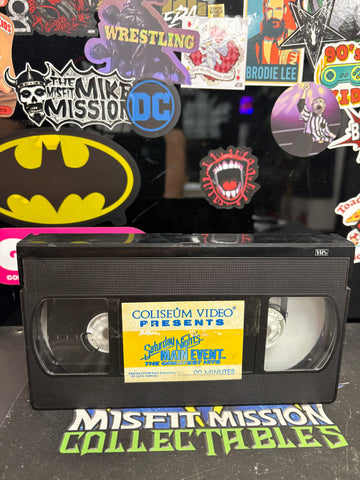 WRESTLING
BRODIE LEE
90's
KID
THE
MISFIT
MIKE
MISSION
DC
VHS
COLISEUM VIDEO
PRESENTS
Saturday Night's
MAIN EVENT
THE GREATEST HITS
90 MINUTES
MISFIT MISSION
COLLECTABLES